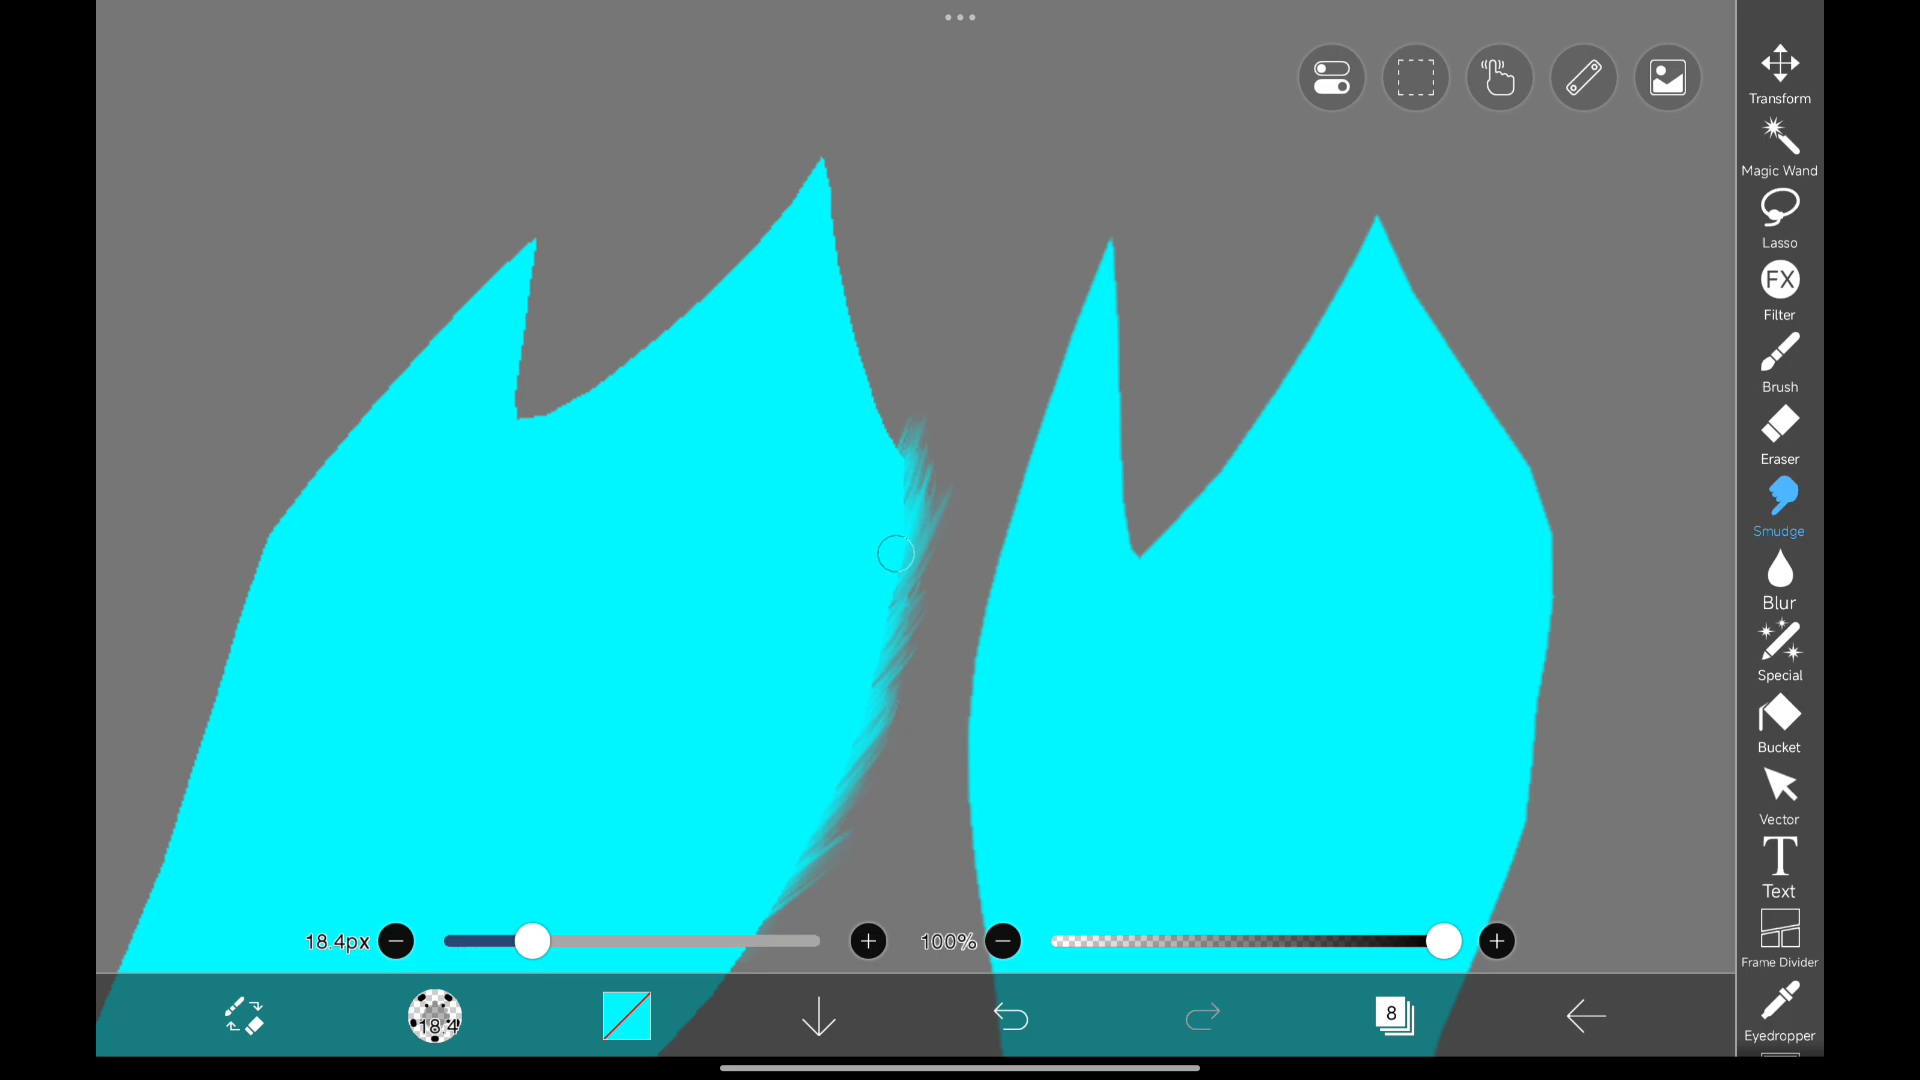 Transform
Magic Wand
Lasso
FX
Filter
Brush
Eraser
Smudge
Blur
Special
Bucket
Vector
T
Text
Frame Divider
Eyedropper
18.4px
100%
18.4
8